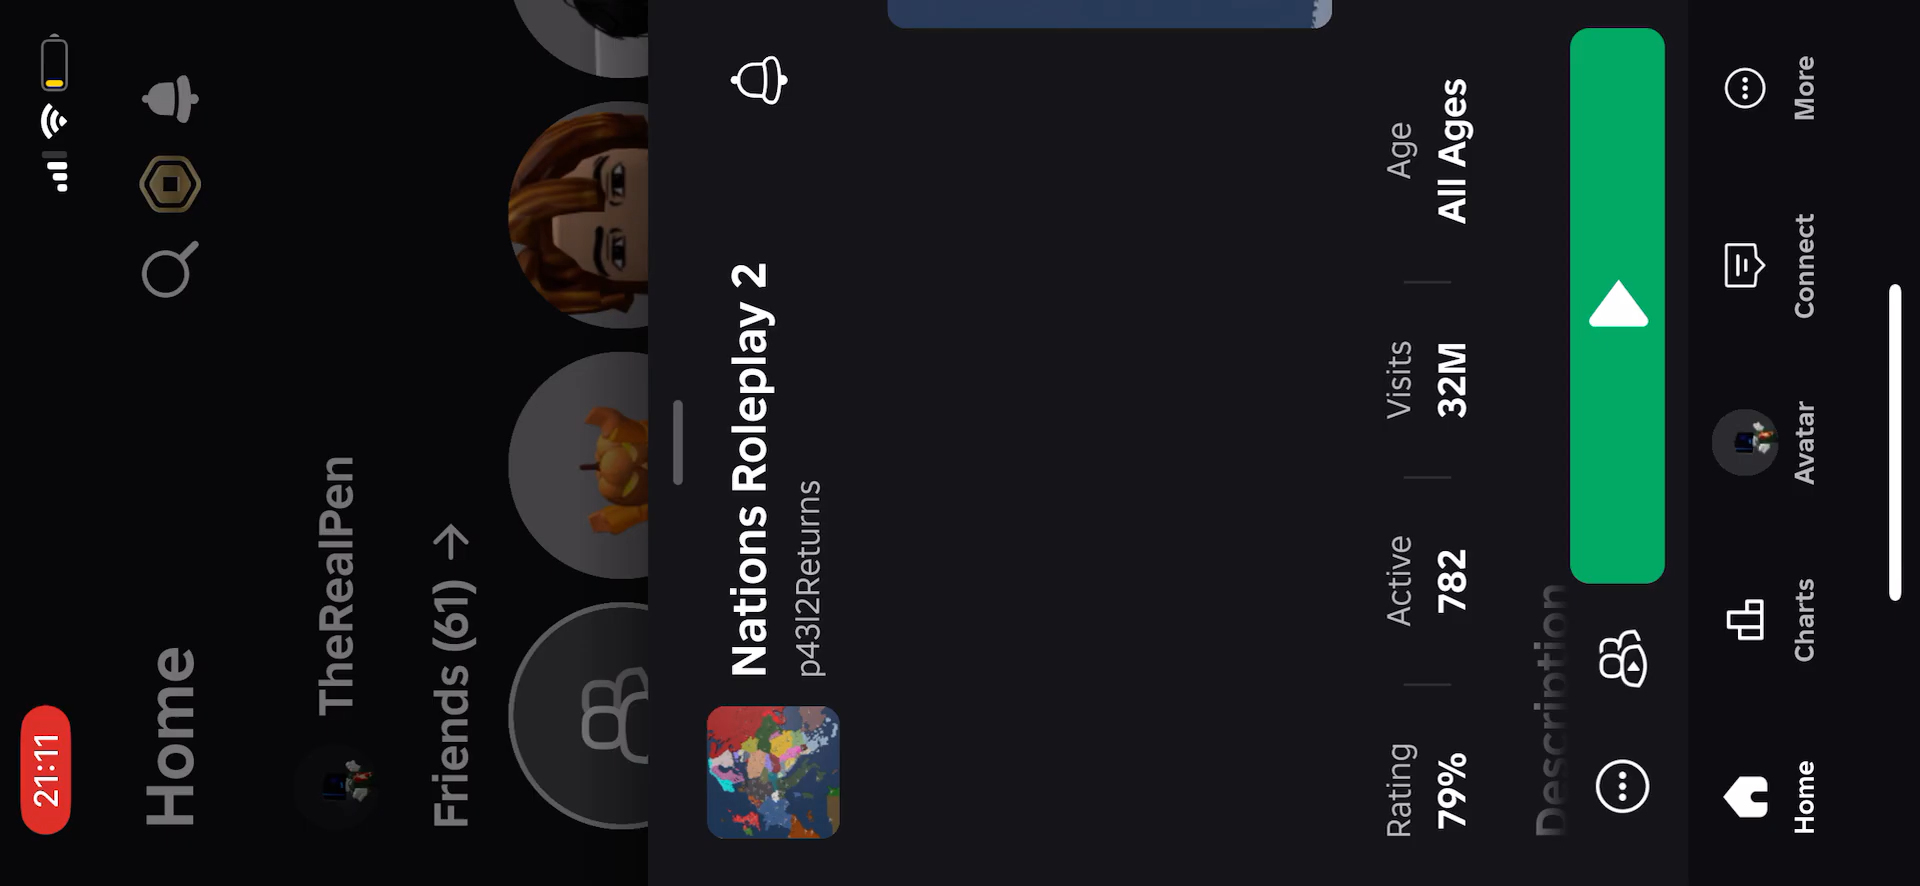 21:11
Home
TheRealPen
Friends (61) →
Nations Roleplay 2
p43l2Returns
Rating
79%
Active
782
Visits
32M
Age
All Ages
Description
Home
Charts
Avatar
Connect
More